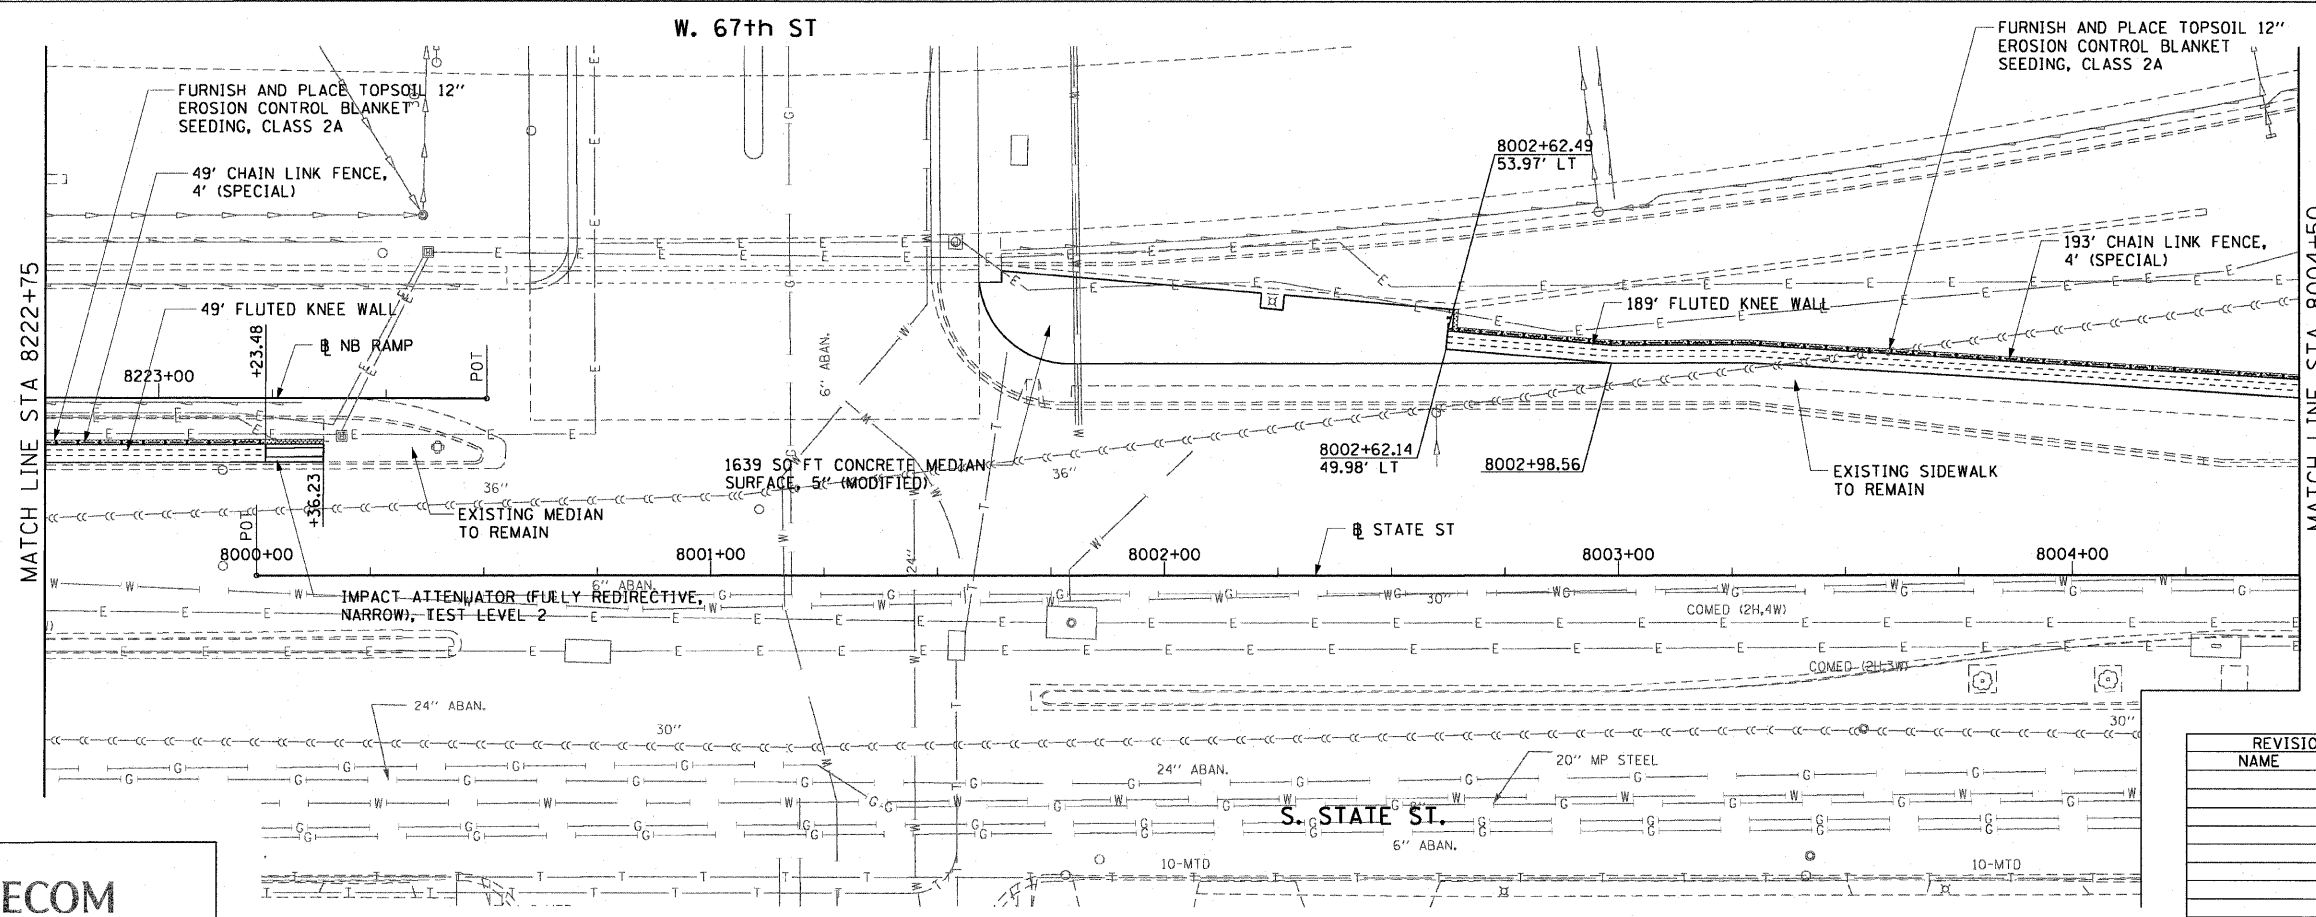 W. 67th ST
FURNISH AND PLACE TOPSOIL 12"
EROSION CONTROL BLANKET
SEEDING, CLASS 2A
FURNISH AND PLACE TOPSOIL 12"
EROSION CONTROL BLANKET
SEEDING, CLASS 2A
49' CHAIN LINK FENCE,
4' (SPECIAL)
8002+62.49
53.97' LT
193' CHAIN LINK FENCE,
4' (SPECIAL)
MATCH LINE STA 8222+75
MATCH LINE STA 8004+50
49' FLUTED KNEE WALL
189' FLUTED KNEE WALL
+23.48
NB RAMP
8223+00
POT
6" ABAN.
8002+62.14
49.98' LT
8002+98.56
1639 SQ FT CONCRETE MEDIAN
SURFACE, 5" (MODIFIED)
36"
36"
EXISTING SIDEWALK
TO REMAIN
+36.23
EXISTING MEDIAN
TO REMAIN
POT
STATE ST
8000+00
8001+00
8002+00
8003+00
8004+00
24"
6" ABAN.
IMPACT ATTENUATOR (FULLY REDIRECTIVE,
NARROW), TEST LEVEL 2
30"
COMED (2H,4W)
COMED (2H,3W)
24" ABAN.
30"
30"
20" MP STEEL
24" ABAN.
S. STATE ST.
6" ABAN.
10-MTD
10-MTD
REVISIO
NAME
ECOM